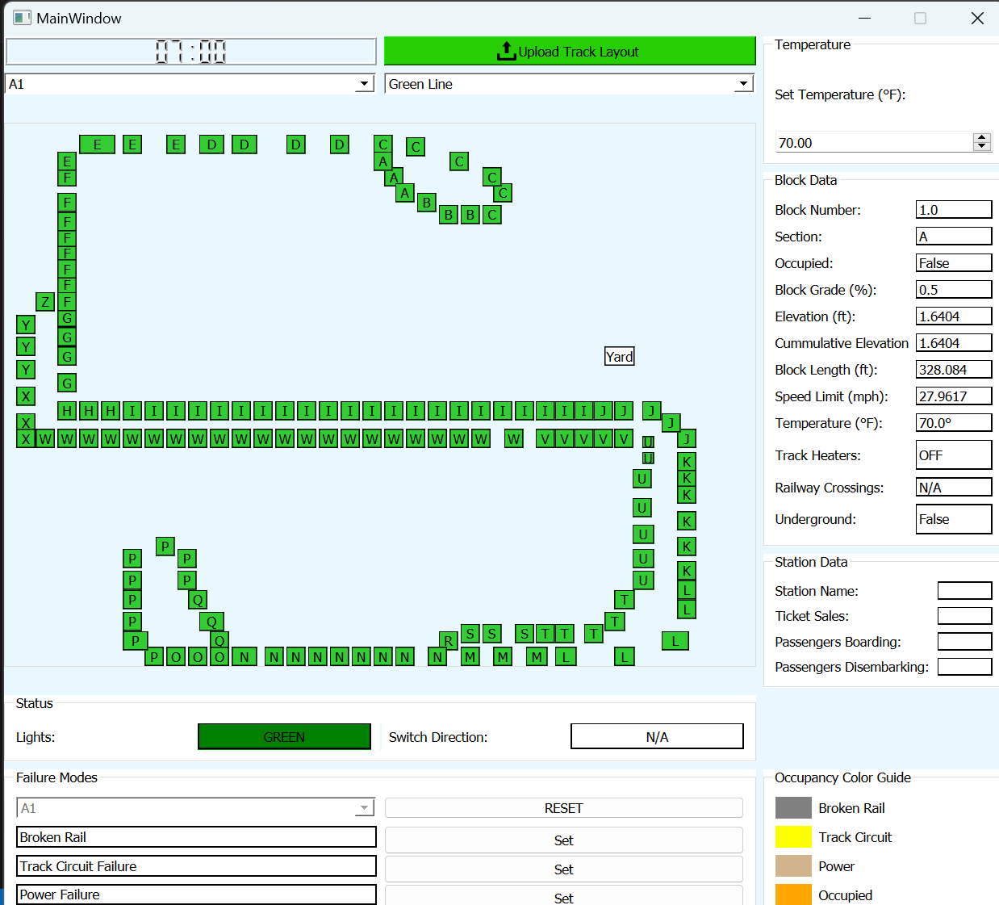 MainWindow
07:00
Upload Track Layout
A1
Green Line
E E E D D D D C C
E A C
F A C
A C
F B
F B B C
F
F
F
F
Z F
G
Y G
Y G
Y
G
X
Yard
H H H I I I I I I I I I I I I I I I I I I I I I I J J J
X J
X W W W W W W W W W W W W W W W W W W W W W W V V V V V U J
U K
U K
K
U K
U K
U K
U L
T L
P
P P
P P
P Q
P Q
P Q
T
R S S S T T T L
P O O O N N N N N N N N N M M M L L
Temperature
Set Temperature (°F):
70.00
Block Data
Block Number: 1.0
Section: A
Occupied: False
Block Grade (%): 0.5
Elevation (ft): 1.6404
Cummulative Elevation 1.6404
Block Length (ft): 328.084
Speed Limit (mph): 27.9617
Temperature (°F): 70.0°
Track Heaters: OFF
Railway Crossings: N/A
Underground: False
Station Data
Station Name:
Ticket Sales:
Passengers Boarding:
Passengers Disembarking:
Status
Lights: GREEN Switch Direction: N/A
Failure Modes
A1 RESET
Broken Rail Set
Track Circuit Failure Set
Power Failure Set
Occupancy Color Guide
Broken Rail
Track Circuit
Power
Occupied